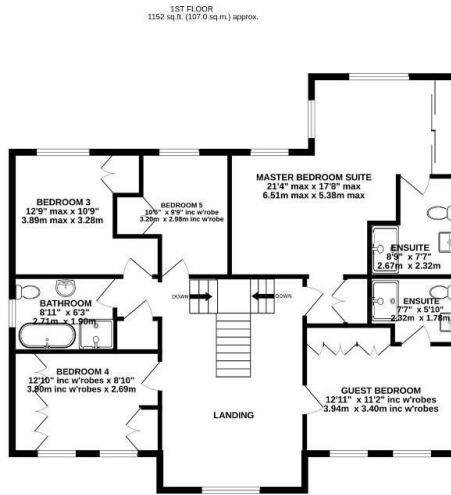 1ST FLOOR
1152 sq.ft. (107.0 sq.m.) approx.
MASTER BEDROOM SUITE
21'4" max x 17'8" max
6.51m max x 5.38m max
BEDROOM 3
12'9" max x 10'9"
3.89m max x 3.28m
BEDROOM 5
10'6" x 9'9" inc w'robe
3.20m x 2.98m inc w'robe
ENSUITE
8'9" x 7'7"
2.67m x 2.32m
DOWN
DOWN
ENSUITE
7'7" x 5'10"
2.32m x 1.78m
BATHROOM
8'11" x 6'3"
2.71m x 1.90m
BEDROOM 4
12'10" inc w'robes x 8'10"
3.90m inc w'robes x 2.69m
GUEST BEDROOM
12'11" x 11'2" inc w'robes
3.94m x 3.40m inc w'robes
LANDING